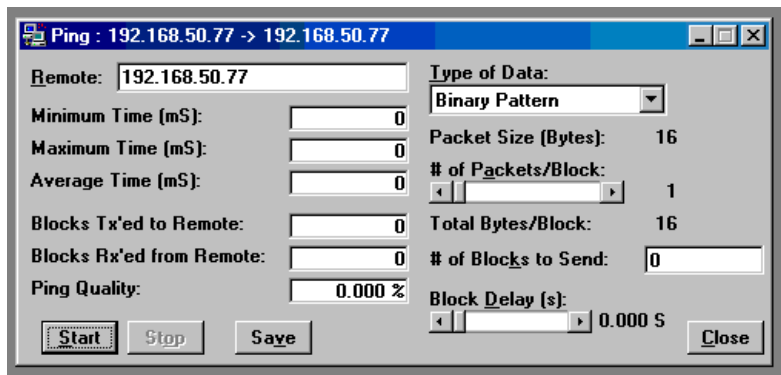 Ping : 192.168.50.77 -> 192.168.50.77
Remote: 192.168.50.77
Minimum Time (mS): 0
Maximum Time (mS): 0
Average Time (mS): 0
Blocks Tx'ed to Remote: 0
Blocks Rx'ed from Remote: 0
Ping Quality: 0.000 %
Start Stop Save
Type of Data:
Binary Pattern
Packet Size (Bytes): 16
# of Packets/Block:
1
Total Bytes/Block: 16
# of Blocks to Send: 0
Block Delay (s):
0.000 S
Close